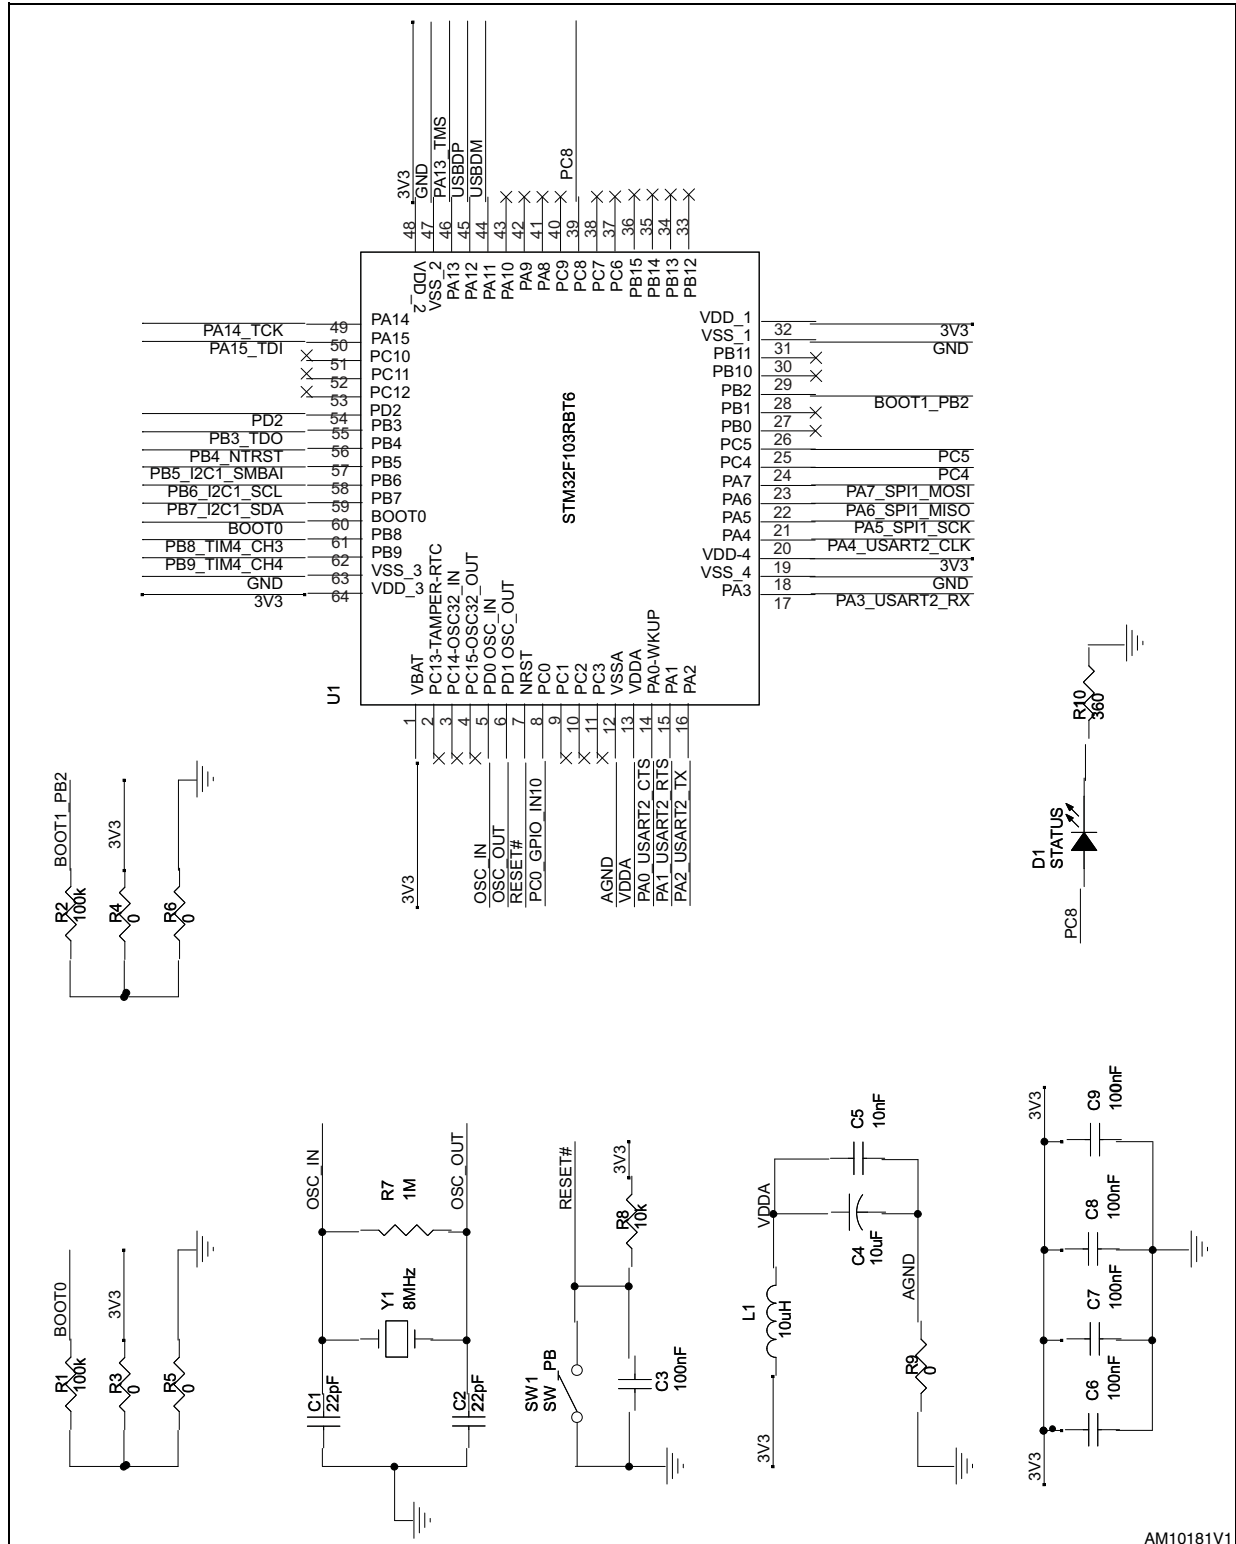 3V3
GND
PA13_TMS
USBDP
USBDM
PC8
48
47
46
45
44
43
42
41
40
39
38
37
36
35
34
33
VDD_2
VSS_2
PA13
PA12
PA11
PA10
PA9
PA8
PC9
PC8
PC7
PC6
PB15
PB14
PB13
PB12
PA14_TCK
PA15_TDI
PD2
PB3_TDO
PB4_NTRST
PB5_I2C1_SMBAI
PB6_I2C1_SCL
PB7_I2C1_SDA
BOOT0
PB8_TIM4_CH3
PB9_TIM4_CH4
GND
3V3
49
50
51
52
53
54
55
56
57
58
59
60
61
62
63
64
PA14
PA15
PC10
PC11
PC12
PD2
PB3
PB4
PB5
PB6
PB7
BOOT0
PB8
PB9
VSS_3
VDD_3
STM32F103RBT6
VDD_1
VSS_1
PB11
PB10
PB2
PB1
PB0
PC5
PC4
PA7
PA6
PA5
PA4
VDD-4
VSS_4
PA3
32
31
30
29
28
27
26
25
24
23
22
21
20
19
18
17
3V3
GND
BOOT1_PB2
PC5
PC4
PA7_SPI1_MOSI
PA6_SPI1_MISO
PA5_SPI1_SCK
PA4_USART2_CLK
3V3
GND
PA3_USART2_RX
U1
VBAT
PC13-TAMPER-RTC
PC14-OSC32_IN
PC15-OSC32_OUT
PD0 OSC_IN
PD1 OSC_OUT
NRST
PC0
PC1
PC2
PC3
VSSA
VDDA
PA0-WKUP
PA1
PA2
1
2
3
4
5
6
7
8
9
10
11
12
13
14
15
16
3V3
OSC_IN
OSC_OUT
RESET#
PC0_GPIO_IN10
AGND
VDDA
PA0_USART2_CTS
PA1_USART2_RTS
PA2_USART2_TX
R10
360
D1
STATUS
PC8
BOOT1_PB2
3V3
R2
100k
R4
0
R6
0
BOOT0
3V3
R1
100k
R3
0
R5
0
OSC_IN
OSC_OUT
R7
1M
Y1
8MHz
C1
22pF
C2
22pF
RESET#
3V3
R8
10k
SW1
SW_PB
C3
100nF
C5
10nF
VDDA
C4
10uF
AGND
L1
10uH
R9
0
3V3
3V3
C9
100nF
C8
100nF
C7
100nF
C6
100nF
3V3
AM10181V1